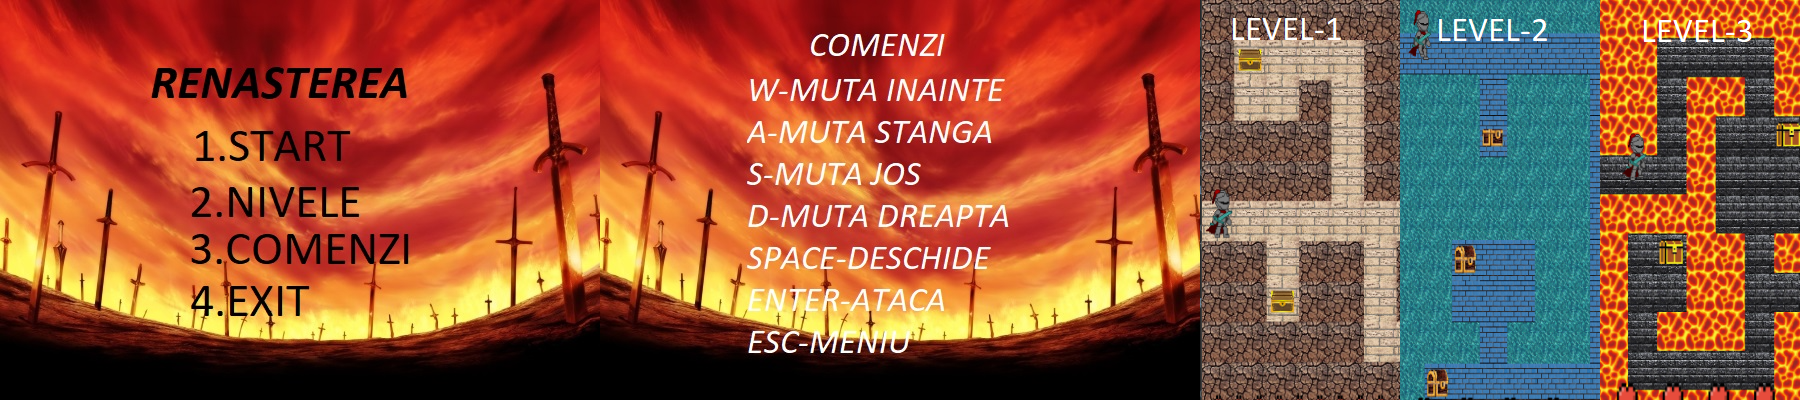 RENASTEREA
1.START
2.NIVELE
3.COMENZI
4.EXIT
COMENZI
W-MUTA INAINTE
A-MUTA STANGA
S-MUTA JOS
D-MUTA DREAPTA
SPACE-DESCHIDE
ENTER-ATACA
ESC-MENIU
LEVEL-1
LEVEL-2
LEVEL-3